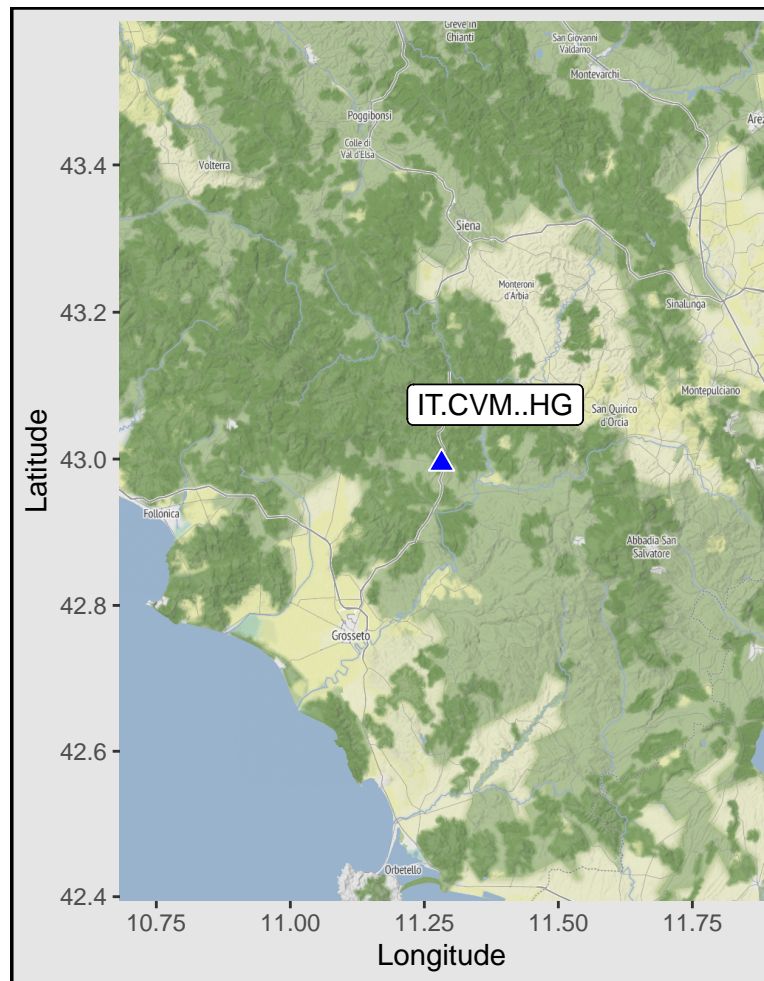 Greve in
Chianti
San Giovanni
Valdarno
Montevarchi
Poggibonsi
Arez
Colle di
Val d'Elsa
Volterra
Siena
Monteroni
d'Arbia
Sinalunga
Montepulciano
IT.CVM..HG
San Quirico
d'Orcia
Follonica
Abbadia San
Salvatore
Grosseto
Orbetello
43.4
43.2
43.0
42.8
42.6
42.4
Latitude
10.75
11.00
11.25
11.50
11.75
Longitude